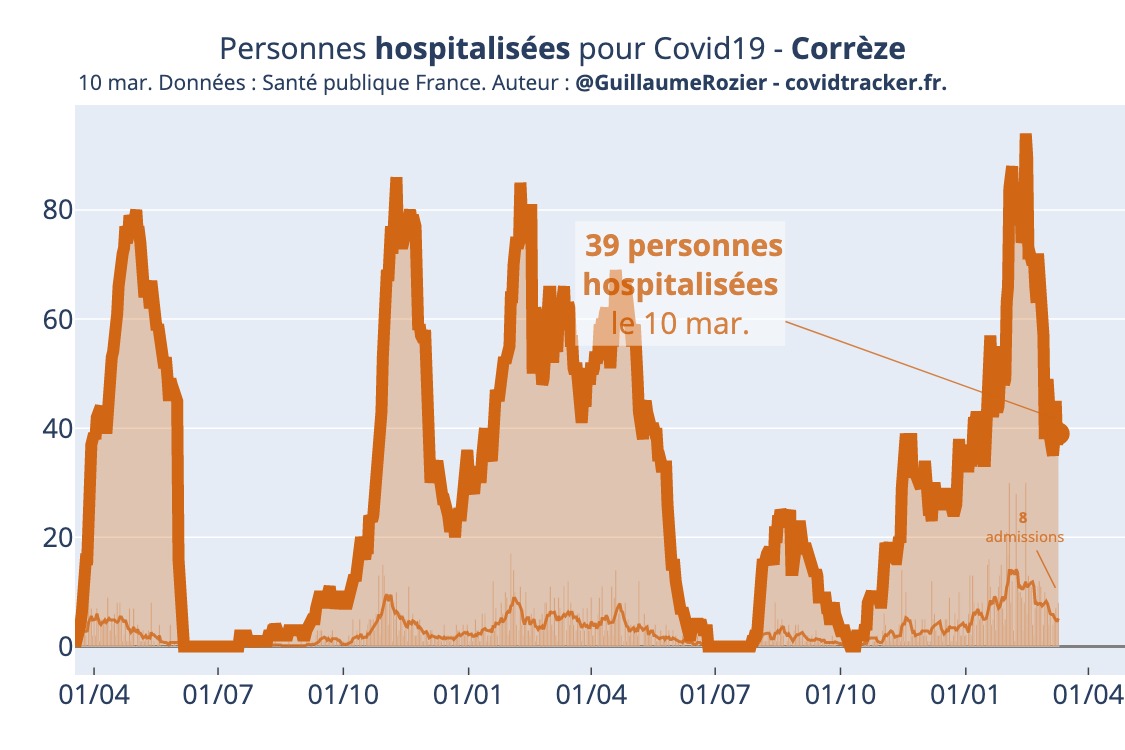 Personnes hospitalisées pour Covid19 - Corrèze
10 mar. Données : Santé publique France. Auteur : @GuillaumeRozier - covidtracker.fr.
80
60
40
20
0
39 personnes
hospitalisées
le 10 mar.
8
admissions
01/04
01/07
01/10
01/01
01/04
01/07
01/10
01/01
01/04